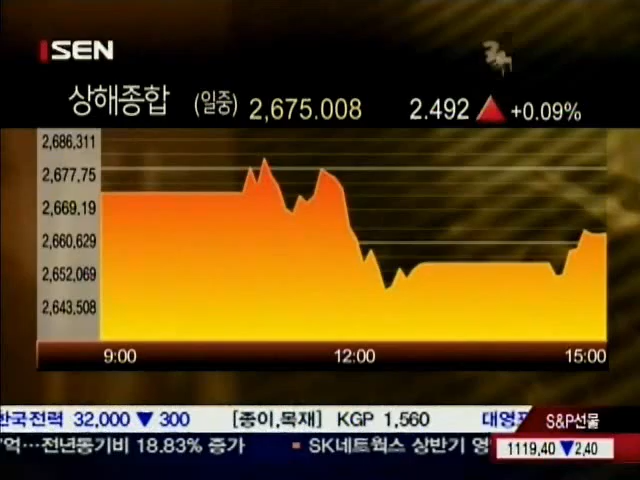 SEN
상해종합 (일중) 2,675.008 2.492 ▲ +0.09%
2,686,311
2,677,75
2,669.19
2,660,629
2,652,069
2,643,508
9:00 12:00 15:00
한국전력 32,000 ▼ 300 [종이,목재] KGP 1,560 대영포 S&P선물
억…전년동기비 18.83% 증가 ▪ SK네트웍스 상반기 영 1119,40 ▼2,40